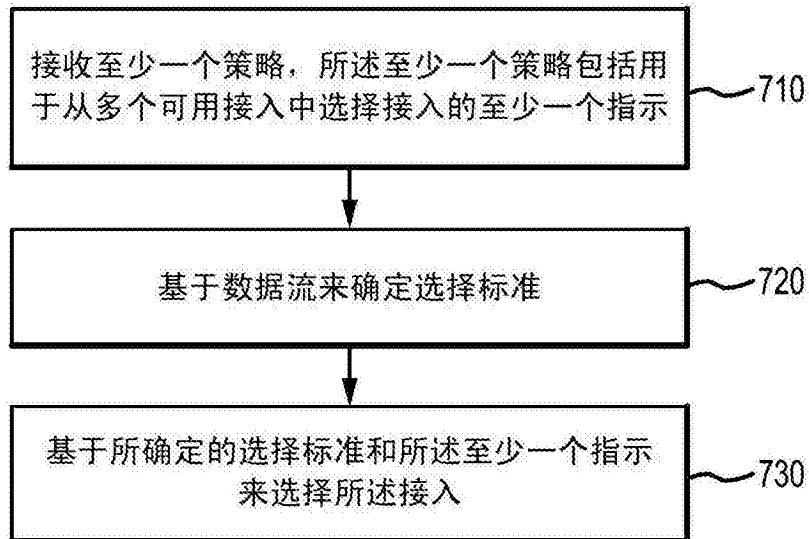 接收至少一个策略，所述至少一个策略包括用
于从多个可用接入中选择接入的至少一个指示
710
基于数据流来确定选择标准
720
基于所确定的选择标准和所述至少一个指示
来选择所述接入
730